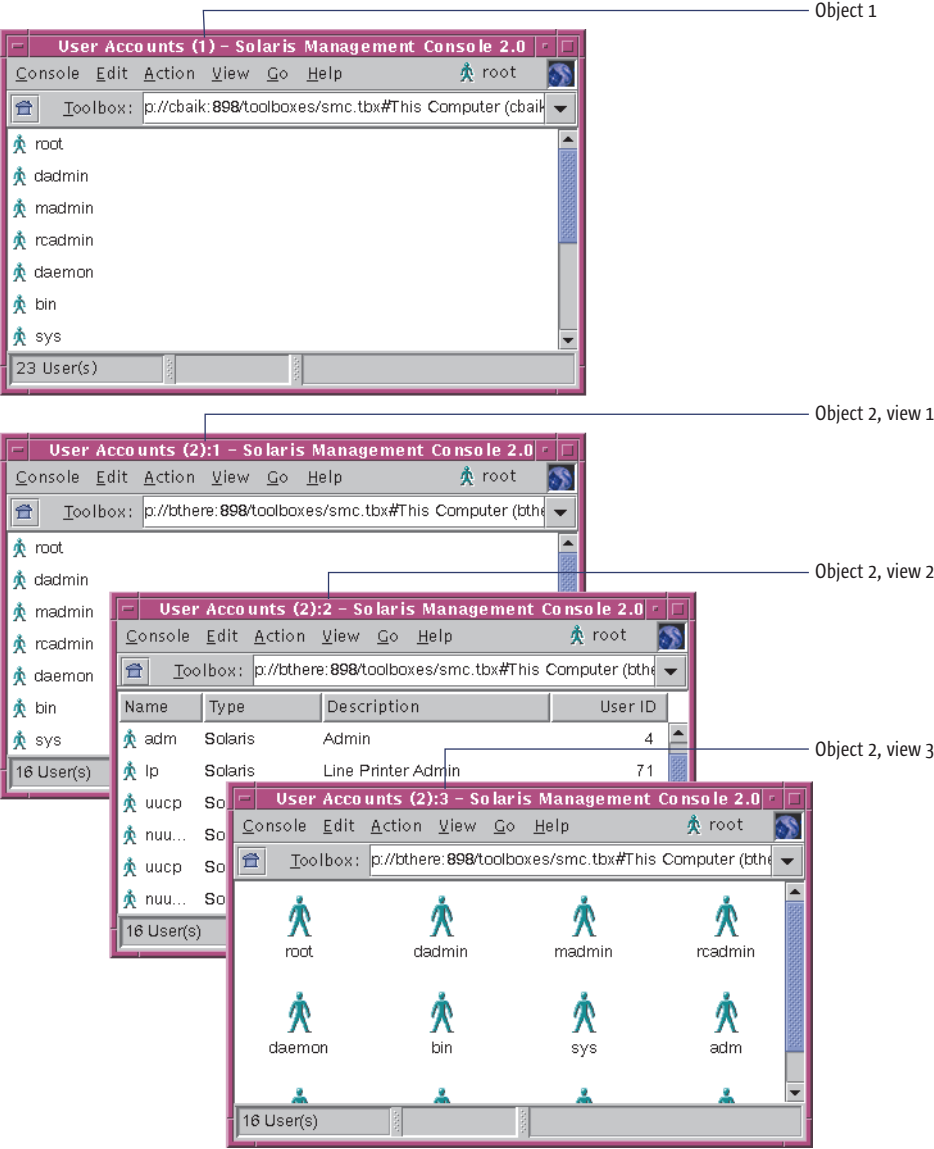 Object 1
User Accounts (1) – Solaris Management Console 2.0
Console Edit Action View Go Help root
Toolbox: p://cbaik:898/toolboxes/smc.tbx#This Computer (cbaik
root
dadmin
madmin
rcadmin
daemon
bin
sys
23 User(s)
Object 2, view 1
User Accounts (2):1 – Solaris Management Console 2.0
Console Edit Action View Go Help root
Toolbox: p://bthere:898/toolboxes/smc.tbx#This Computer (bthe
root
dadmin
madmin
rcadmin
daemon
bin
sys
16 User(s)
Object 2, view 2
User Accounts (2):2 – Solaris Management Console 2.0
Console Edit Action View Go Help root
Toolbox: p://bthere:898/toolboxes/smc.tbx#This Computer (bthe
Name Type Description User ID
adm Solaris Admin 4
lp Solaris Line Printer Admin 71
uucp So
nuu... So
uucp So
nuu... So
16 User(s)
Object 2, view 3
User Accounts (2):3 – Solaris Management Console 2.0
Console Edit Action View Go Help root
Toolbox: p://bthere:898/toolboxes/smc.tbx#This Computer (bthe
root dadmin madmin rcadmin
daemon bin sys adm
16 User(s)